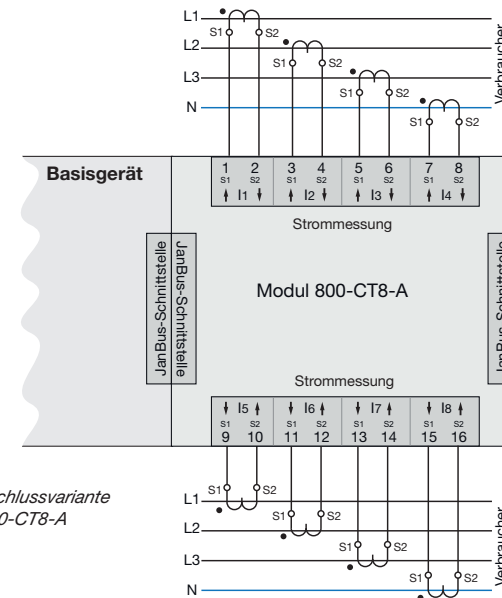 L1
S1 S2
L2
S1 S2
L3
S1 S2
N
S1 S2
Verbraucher
Basisgerät
1 2 3 4 5 6 7 8
S1 S2 S1 S2 S1 S2 S1 S2
I1 I2 I3 I4
Strommessung
JanBus-Schnittstelle
JanBus-Schnittstelle
Modul 800-CT8-A
JanBus-Schnittstelle
Strommessung
I5 I6 I7 I8
S1 S2 S1 S2 S1 S2 S1 S2
9 10 11 12 13 14 15 16
chlussvariante
0-CT8-A
L1
S1 S2
L2
S1 S2
L3
S1 S2
N
S1 S2
Verbraucher